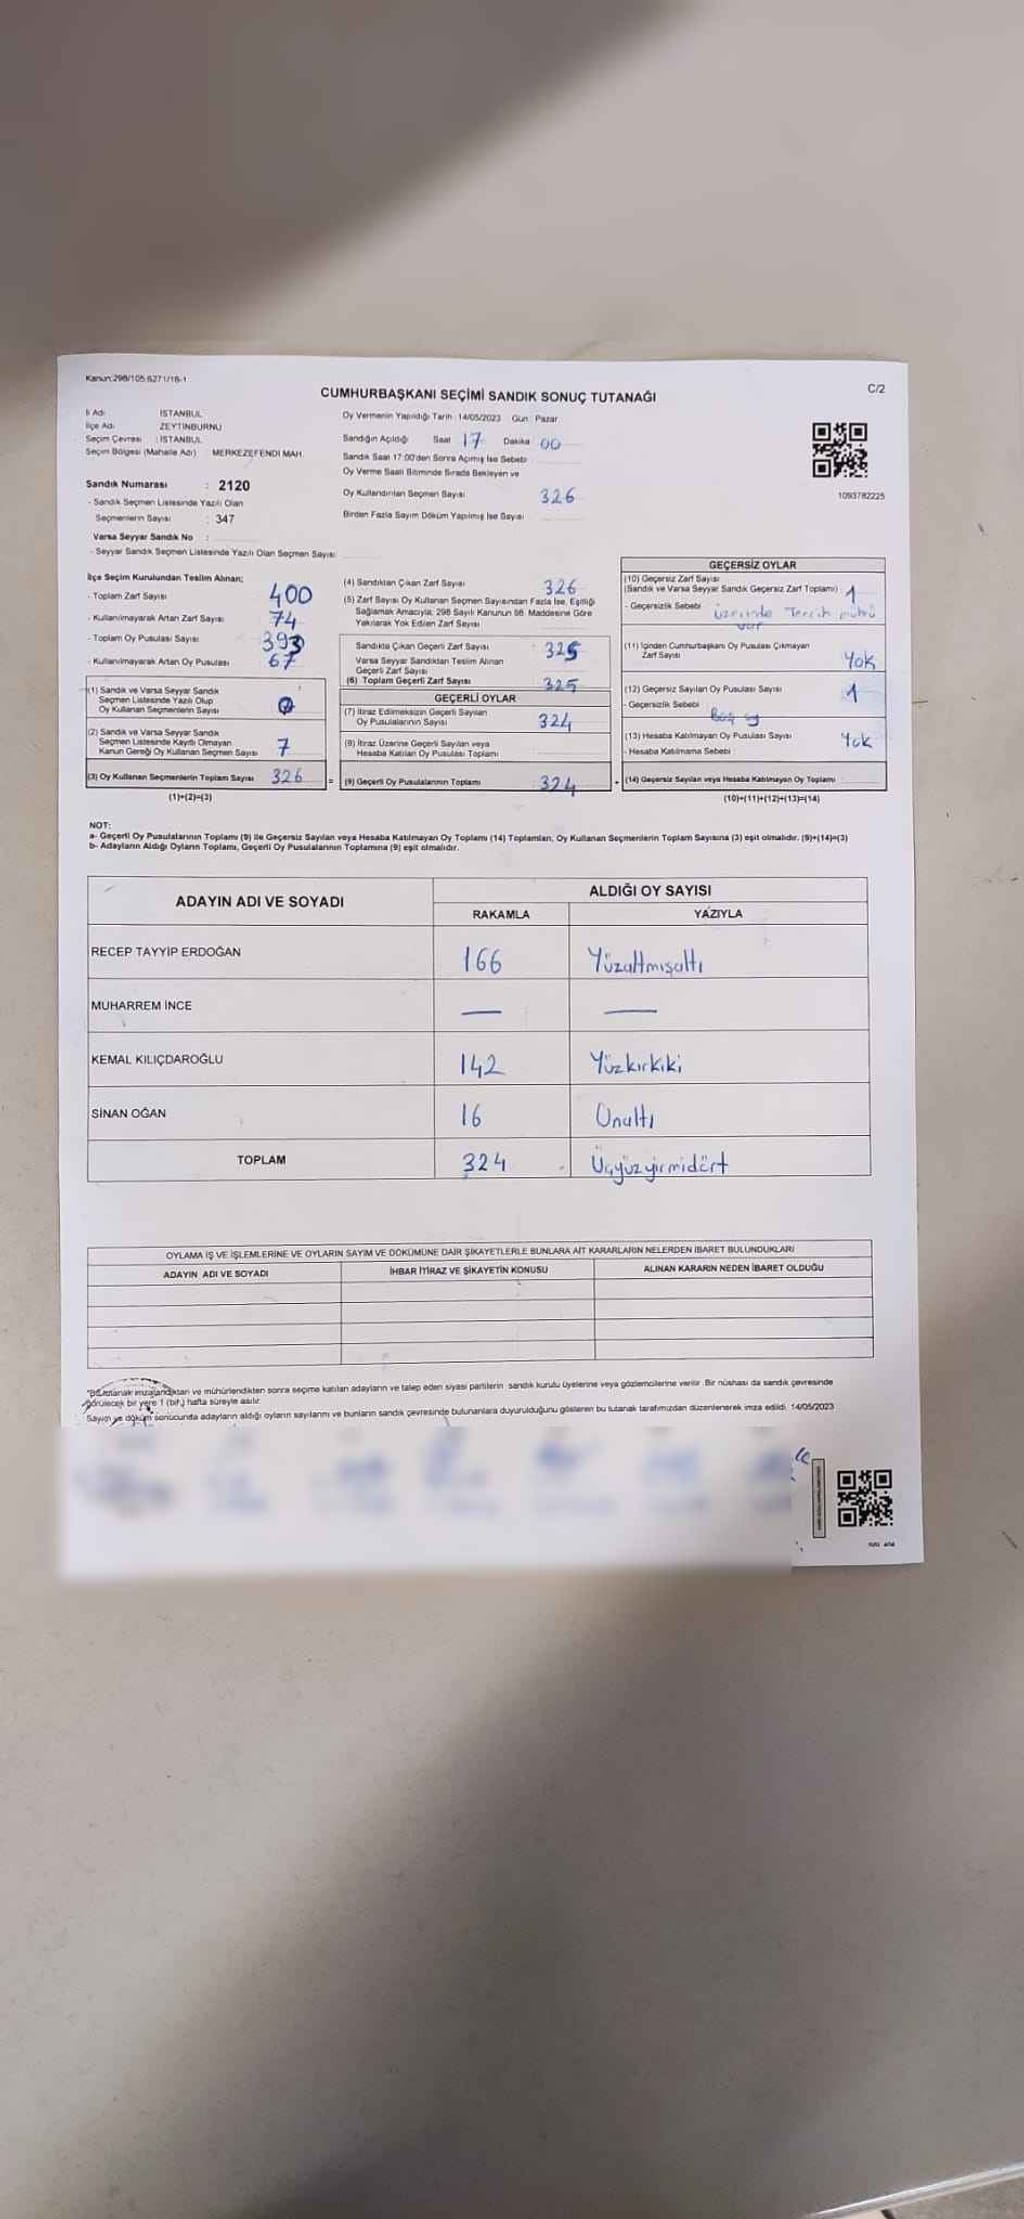 Kanun:298/105 6271/16-1
C/2
CUMHURBAŞKANI SEÇİMİ SANDIK SONUÇ TUTANAĞI
İl Adı : İSTANBUL
İlçe Adı : ZEYTİNBURNU
Seçim Çevresi : İSTANBUL
Seçim Bölgesi (Mahalle Adı) MERKEZEFENDİ MAH.
Sandık Numarası : 2120
- Sandık Seçmen Listesinde Yazılı Olan
Seçmenlerin Sayısı : 347
Varsa Seyyar Sandık No :
- Seyyar Sandık Seçmen Listesinde Yazılı Olan Seçmen Sayısı
Oy Vermenin Yapıldığı Tarih : 14/05/2023 Gün : Pazar
Sandığın Açıldığı Saat 17 Dakika 00
Sandık Saat 17:00'den Sonra Açımış İse Sebebi
Oy Verme Saati Bitiminde Sırada Bekleyen ve
Oy Kullandırılan Seçmen Sayısı 326
Birden Fazla Sayım Döküm Yapılmış İse Sayısı
1093782225
İlçe Seçim Kurulundan Teslim Alınan;
- Toplam Zarf Sayısı 400
- Kullanılmayarak Artan Zarf Sayısı 74
- Toplam Oy Pusulası Sayısı 393
- Kullanılmayarak Artan Oy Pusulası 67
(1) Sandık ve Varsa Seyyar Sandık
Seçmen Listesinde Yazılı Olup
Oy Kullanan Seçmenlerin Sayısı
(2) Sandık ve Varsa Seyyar Sandık
Seçmen Listesinde Kayıtlı Olmayan
Kanun Gereği Oy Kullanan Seçmen Sayısı 7
(3) Oy Kullanan Seçmenlerin Toplam Sayısı 326
(1)+(2)=(3)
(4) Sandıktan Çıkan Zarf Sayısı 326
(5) Zarf Sayısı Oy Kullanan Seçmen Sayısından Fazla İse, Eşitliği
Sağlamak Amacıyla; 298 Sayılı Kanunun 98. Maddesine Göre
Yakılarak Yok Edilen Zarf Sayısı
Sandıkta Çıkan Geçerli Zarf Sayısı : 325
Varsa Seyyar Sandıktan Teslim Alınan
Geçerli Zarf Sayısı
(6) Toplam Geçerli Zarf Sayısı 325
GEÇERLİ OYLAR
(7) İtiraz Edilmeksizin Geçerli Sayılan
Oy Pusulalarının Sayısı 324
(8) İtiraz Üzerine Geçerli Sayılan veya
Hesaba Katılan Oy Pusulası Toplamı
= (9) Geçerli Oy Pusulalarının Toplamı 324
GEÇERSİZ OYLAR
(10) Geçersiz Zarf Sayısı
(Sandık ve Varsa Seyyar Sandık Geçersiz Zarf Toplamı) 1
- Geçersizlik Sebebi üzerinde Tercih mührü
var
(11) İçinden Cumhurbaşkanı Oy Pusulası Çıkmayan
Zarf Sayısı Yok
(12) Geçersiz Sayılan Oy Pusulası Sayısı 1
- Geçersizlik Sebebi Boş oy
(13) Hesaba Katılmayan Oy Pusulası Sayısı Yok
- Hesaba Katılmama Sebebi
+ (14) Geçersiz Sayılan veya Hesaba Katılmayan Oy Toplamı
(10)+(11)+(12)+(13)=(14)
NOT:
a- Geçerli Oy Pusulalarının Toplamı (9) ile Geçersiz Sayılan veya Hesaba Katılmayan Oy Toplamı (14) Toplamları, Oy Kullanan Seçmenlerin Toplam Sayısına (3) eşit olmalıdır. (9)+(14)=(3)
b- Adayların Aldığı Oyların Toplamı, Geçerli Oy Pusulalarının Toplamına (9) eşit olmalıdır.
ADAYIN ADI VE SOYADI ALDIĞI OY SAYISI
RAKAMLA YAZIYLA
RECEP TAYYİP ERDOĞAN 166 Yüzaltmışaltı
MUHARREM İNCE — —
KEMAL KILIÇDAROĞLU 142 Yüzkırkiki
SİNAN OĞAN 16 Onaltı
TOPLAM 324 Üçyüzyirmidört
OYLAMA İŞ VE İŞLEMLERİNE VE OYLARIN SAYIM VE DÖKÜMÜNE DAİR ŞİKAYETLERLE BUNLARA AİT KARARLARIN NELERDEN İBARET BULUNDUKLARI
ADAYIN ADI VE SOYADI İHBAR İTİRAZ VE ŞİKAYETİN KONUSU ALINAN KARARIN NEDEN İBARET OLDUĞU
*Bu tutanak imzalandıktan ve mühürlendikten sonra seçime katılan adayların ve talep eden siyasi partilerin sandık kurulu üyelerine veya gözlemcilerine verilir. Bir nüshası da sandık çevresinde
görülecek bir yere 1 (bir) hafta süreyle asılır.
Sayım ve döküm sonucunda adayların aldığı oyların sayılarını ve bunların sandık çevresinde bulunanlara duyurulduğunu gösteren bu tutanak tarafımızdan düzenlenerek imza edildi. 14/05/2023